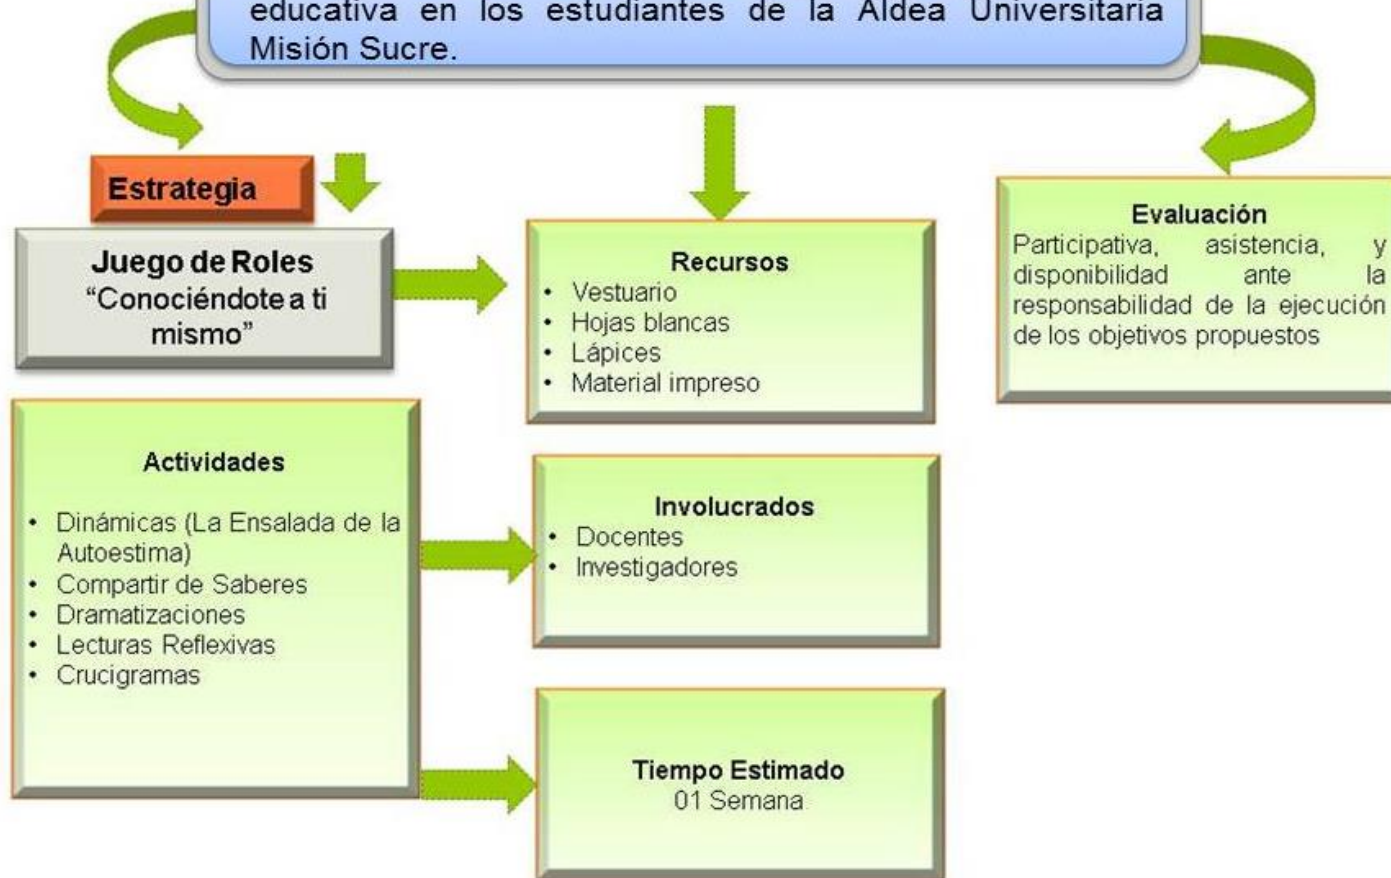 educativa en los estudiantes de la Aldea Universitaria
Misión Sucre.
Estrategia
Juego de Roles
“Conociéndote a ti
mismo”
Recursos
• Vestuario
• Hojas blancas
• Lápices
• Material impreso
Evaluación
Participativa, asistencia, y
disponibilidad ante la
responsabilidad de la ejecución
de los objetivos propuestos
Actividades
• Dinámicas (La Ensalada de la
Autoestima)
• Compartir de Saberes
• Dramatizaciones
• Lecturas Reflexivas
• Crucigramas
Involucrados
• Docentes
• Investigadores
Tiempo Estimado
01 Semana